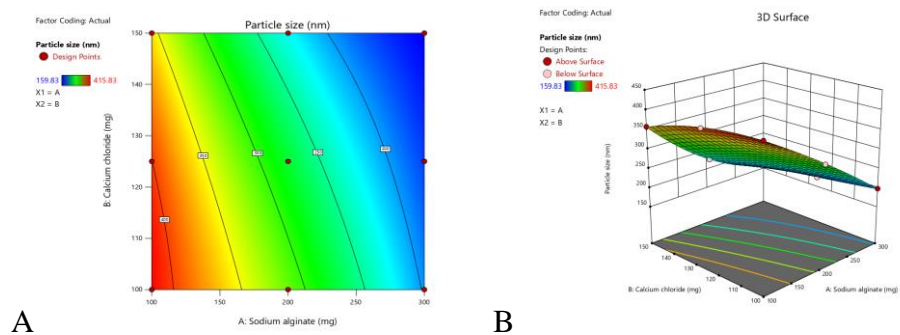 Factor Coding: Actual
Particle size (nm)
Particle size (nm)
Design Points
159.83 415.83
X1 = A
X2 = B
150
140
130
120
110
100
B: Calcium chloride (mg)
400
100 150 200 250 300
A: Sodium alginate (mg)
A
Factor Coding: Actual
3D Surface
Particle size (nm)
Design Points:
Above Surface
Below Surface
159.83 415.83
X1 = A
X2 = B
450
400
350
300
250
200
150
Particle size (nm)
150
140
130
120
110
100
B: Calcium chloride (mg)
100
150
200
250
300
A: Sodium alginate (mg)
B